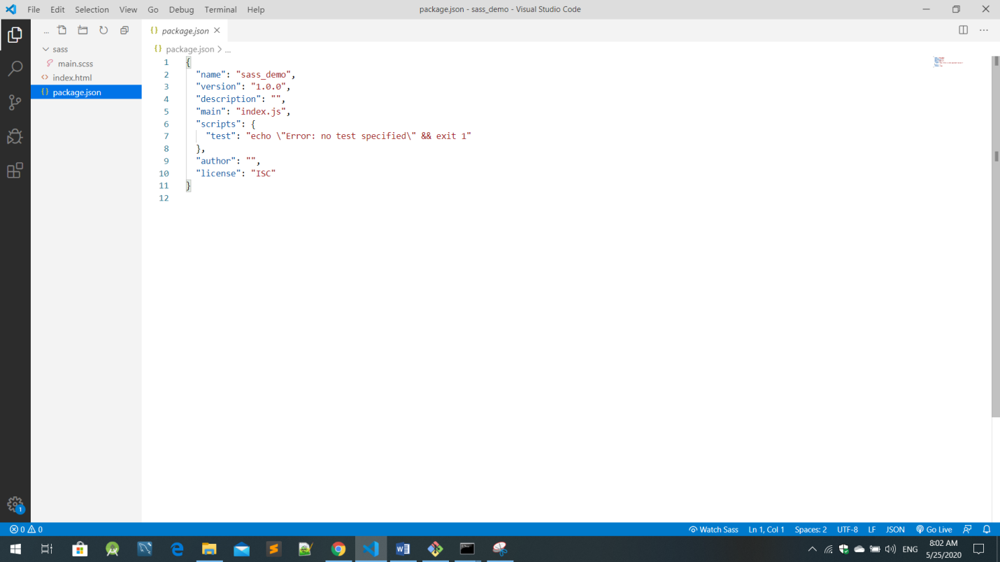 File Edit Selection View Go Debug Terminal Help
package.json - sass_demo - Visual Studio Code
...
sass
main.scss
index.html
{} package.json
{} package.json
{} package.json > ...
1 {
2 "name": "sass_demo",
3 "version": "1.0.0",
4 "description": "",
5 "main": "index.js",
6 "scripts": {
7 "test": "echo \"Error: no test specified\" && exit 1"
8 },
9 "author": "",
10 "license": "ISC"
11 }
12
1
0 0
Watch Sass Ln 1, Col 1 Spaces: 2 UTF-8 LF JSON Go Live
ENG
8:02 AM
5/25/2020